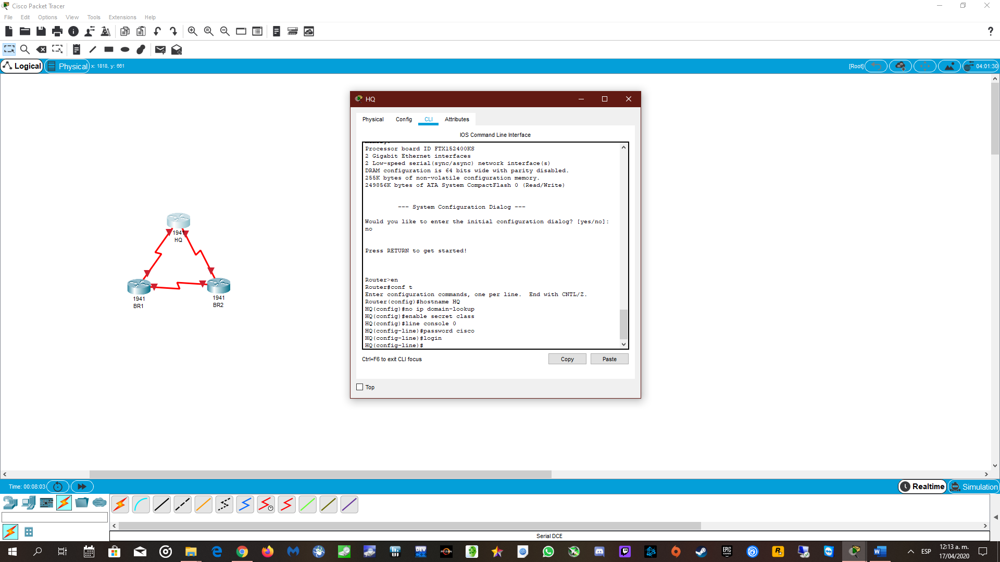 Cisco Packet Tracer
File Edit Options View Tools Extensions Help
?
Logical Physical x: 1818, y: 661 [Root] 04:01:30
HQ
Physical Config CLI Attributes
IOS Command Line Interface
Processor board ID FTX152400KS
2 Gigabit Ethernet interfaces
2 Low-speed serial(sync/async) network interface(s)
DRAM configuration is 64 bits wide with parity disabled.
255K bytes of non-volatile configuration memory.
249856K bytes of ATA System CompactFlash 0 (Read/Write)
--- System Configuration Dialog ---
Would you like to enter the initial configuration dialog? [yes/no]:
no
Press RETURN to get started!
Router>en
Router#conf t
Enter configuration commands, one per line.  End with CNTL/Z.
Router(config)#hostname HQ
HQ(config)#no ip domain-lookup
HQ(config)#enable secret class
HQ(config)#line console 0
HQ(config-line)#password cisco
HQ(config-line)#login
HQ(config-line)#
Ctrl+F6 to exit CLI focus Copy Paste
Top
1941
HQ
1941
BR1
1941
BR2
Time: 00:08:03 Realtime Simulation
Serial DCE
DEV
RYZEN
EPIC GAMES
ESP
12:13 a. m.
17/04/2020